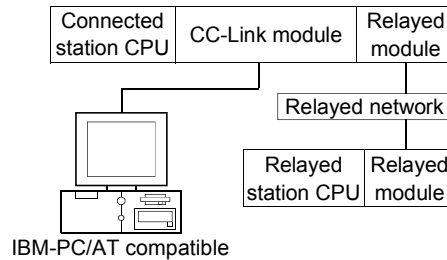 Connected
station CPU
CC-Link module
Relayed
module
Relayed network
Relayed
station CPU
Relayed
module
IBM-PC/AT compatible